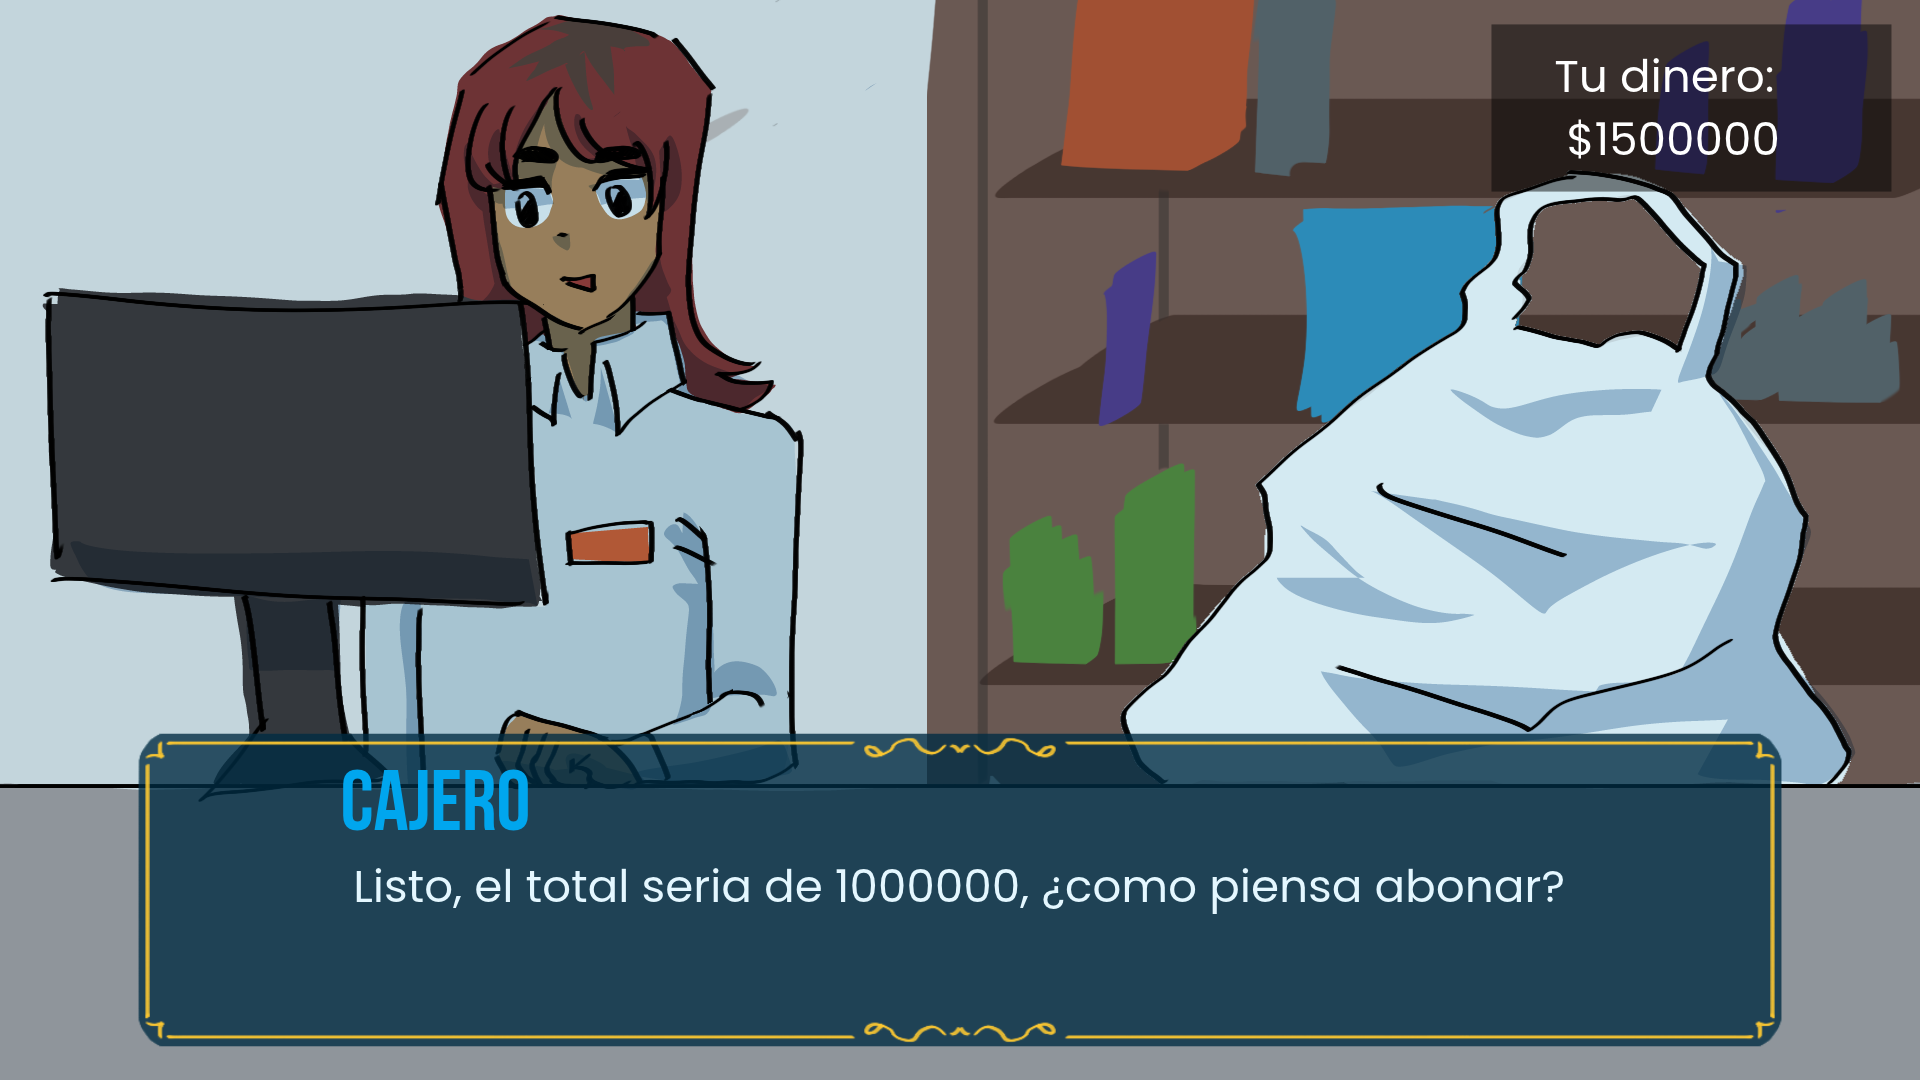 Tu dinero:
$1500000
CAJERO
Listo, el total seria de 1000000, ¿como piensa abonar?